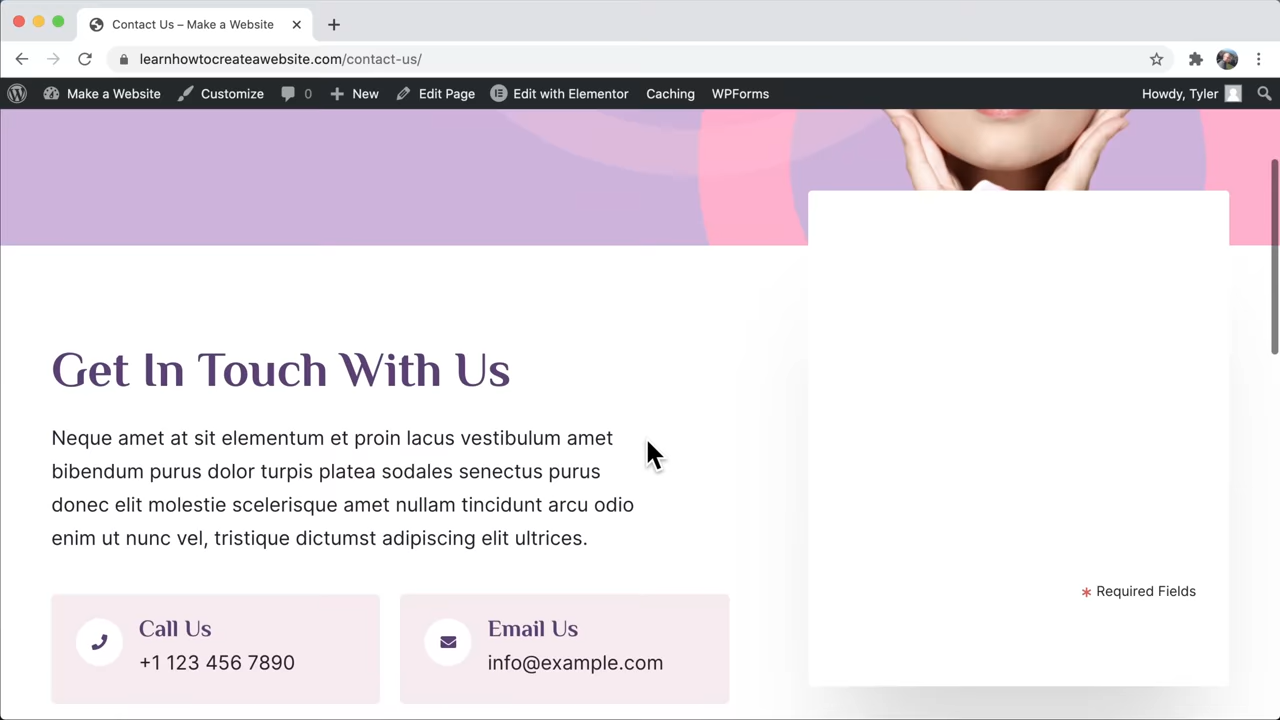 Contact Us – Make a Website
learnhowtocreateawebsite.com/contact-us/
Make a Website
Customize
0
New
Edit Page
Edit with Elementor
Caching
WPForms
Howdy, Tyler
Get In Touch With Us
Neque amet at sit elementum et proin lacus vestibulum amet
bibendum purus dolor turpis platea sodales senectus purus
donec elit molestie scelerisque amet nullam tincidunt arcu odio
enim ut nunc vel, tristique dictumst adipiscing elit ultrices.
* Required Fields
Call Us
+1 123 456 7890
Email Us
info@example.com